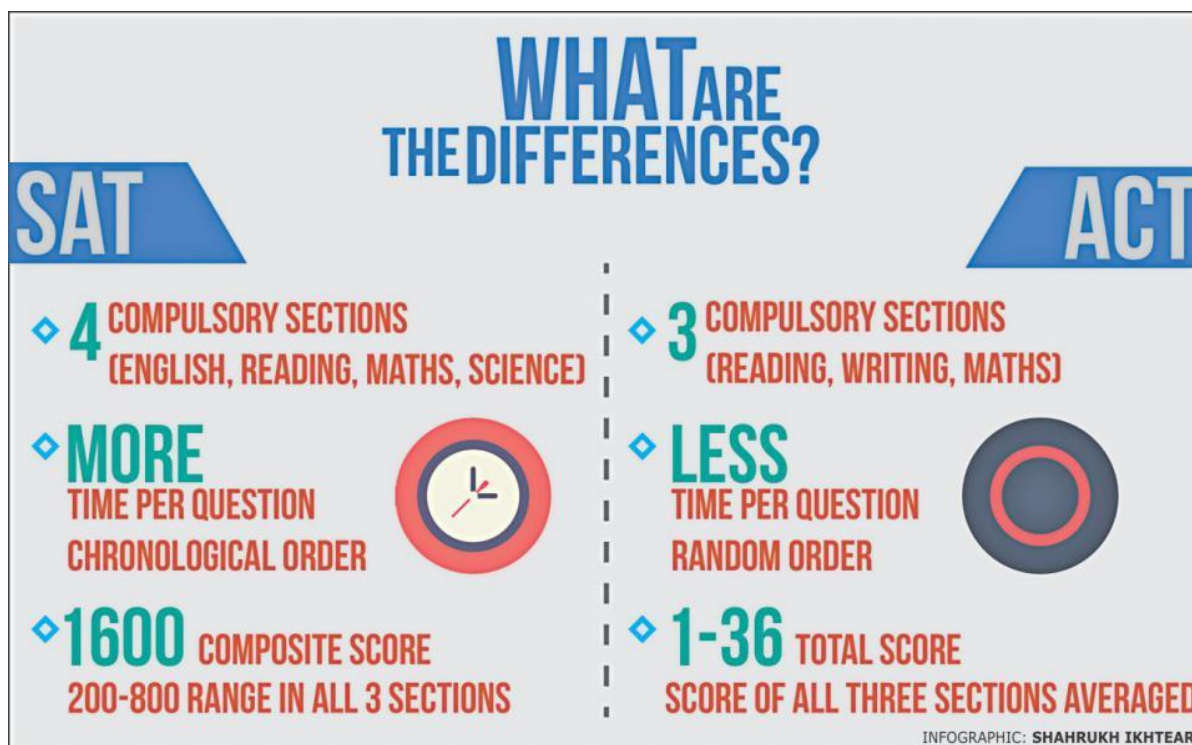 WHAT ARE
THE DIFFERENCES?
SAT
4 COMPULSORY SECTIONS
(ENGLISH, READING, MATHS, SCIENCE)
MORE
TIME PER QUESTION
CHRONOLOGICAL ORDER
1600 COMPOSITE SCORE
200-800 RANGE IN ALL 3 SECTIONS
ACT
3 COMPULSORY SECTIONS
(READING, WRITING, MATHS)
LESS
TIME PER QUESTION
RANDOM ORDER
1-36 TOTAL SCORE
SCORE OF ALL THREE SECTIONS AVERAGED
INFOGRAPHIC: SHAHRUKH IKHTEAR